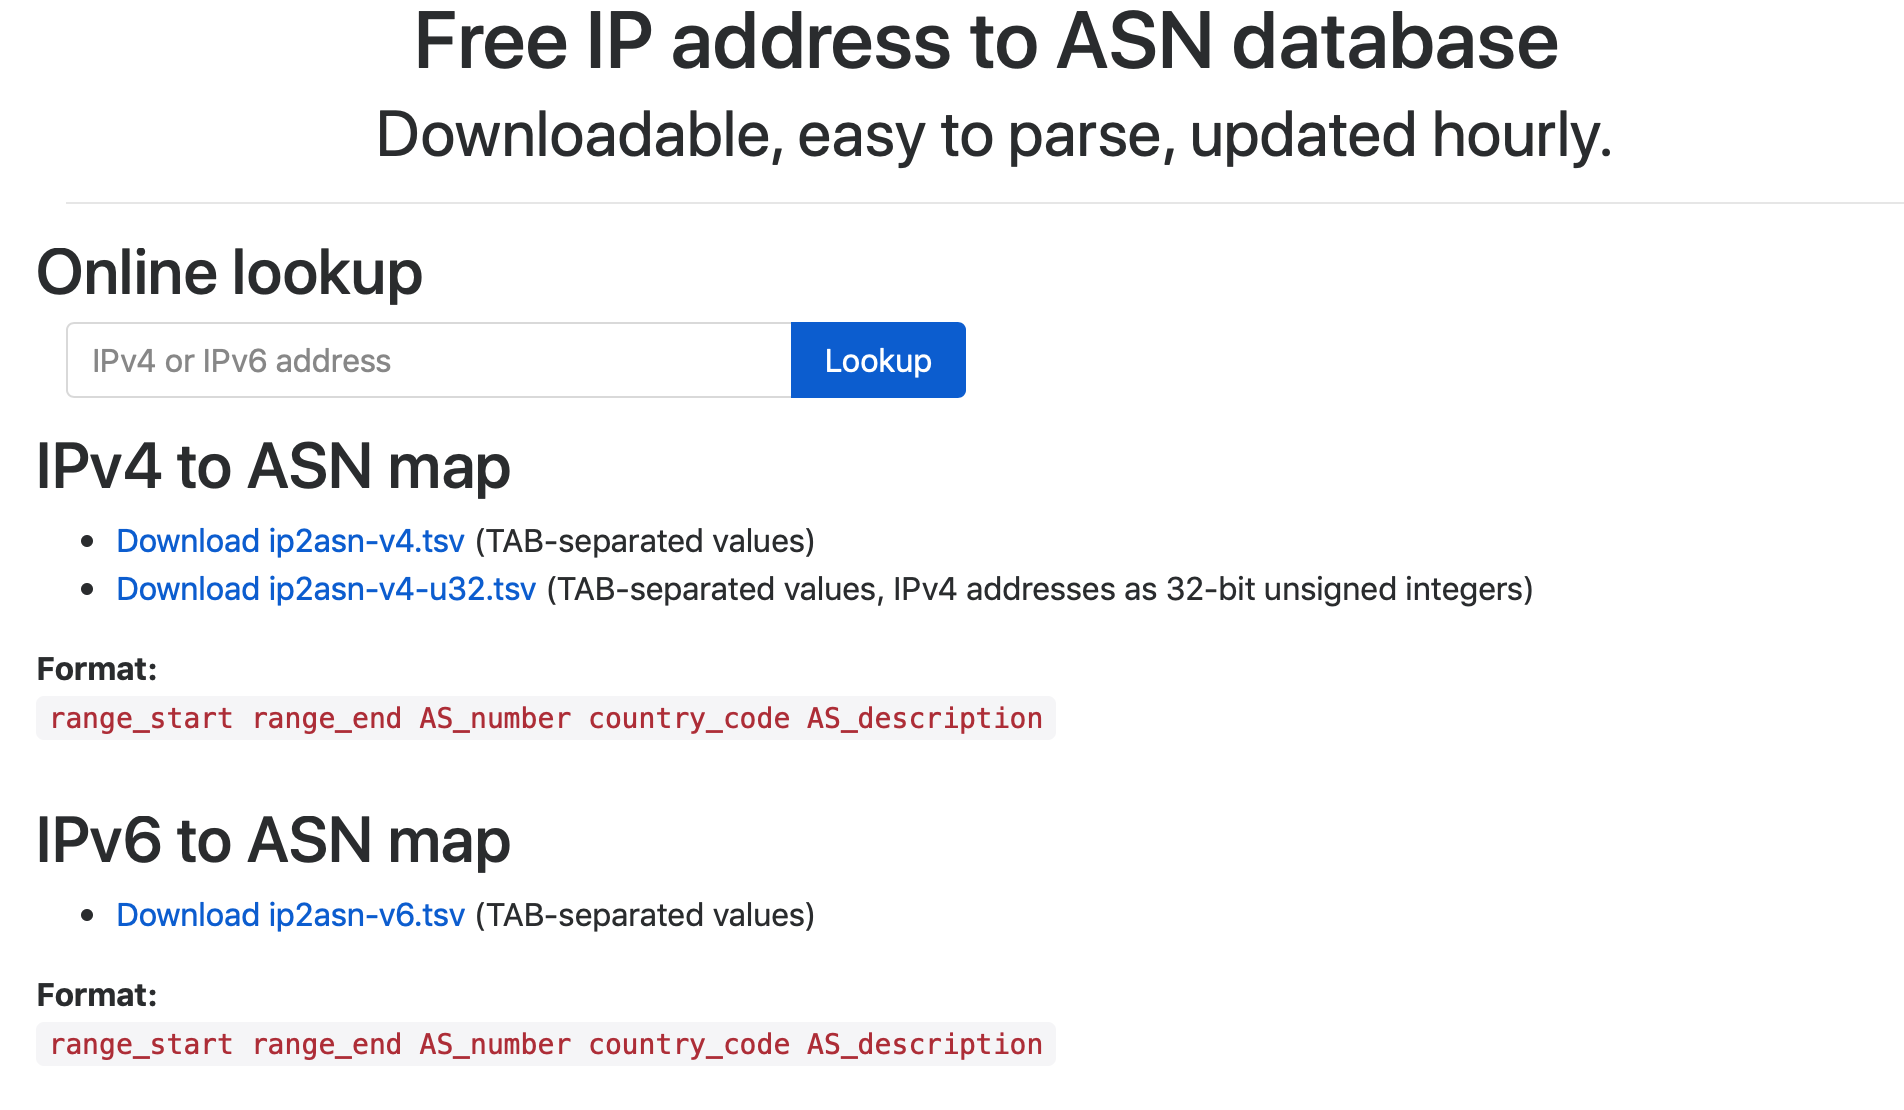 Free IP address to ASN database
Downloadable, easy to parse, updated hourly.
Online lookup
IPv4 or IPv6 address
Lookup
IPv4 to ASN map
Download ip2asn-v4.tsv (TAB-separated values)
Download ip2asn-v4-u32.tsv (TAB-separated values, IPv4 addresses as 32-bit unsigned integers)
Format:
range_start range_end AS_number country_code AS_description
IPv6 to ASN map
Download ip2asn-v6.tsv (TAB-separated values)
Format:
range_start range_end AS_number country_code AS_description